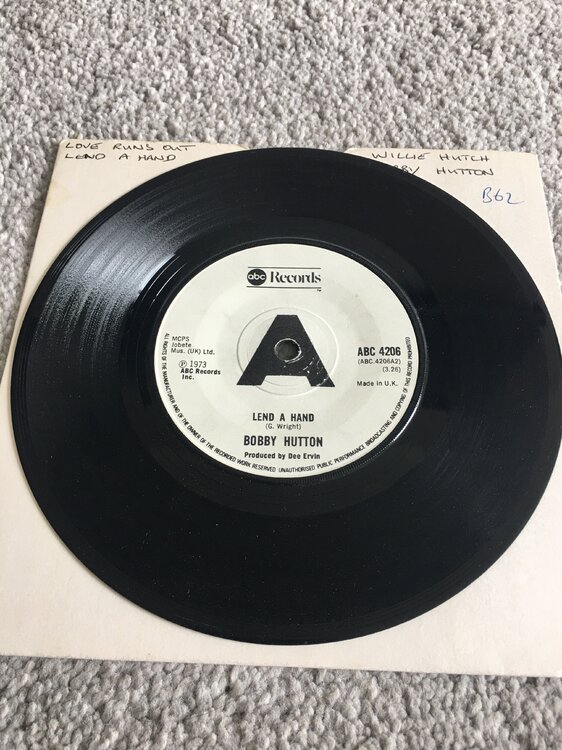 LOVE RUNS OUT
LEND A HAND
WILLIE HUTCH
HUTTON
B62
abc Records
TM
A
MCPS
Jobete
Mus. (UK) Ltd.
℗ 1973
ABC Records
Inc.
ABC 4206
(ABC.4206A2)
(3.26)
Made in U.K.
LEND A HAND
(G. Wright)
BOBBY HUTTON
Produced by Dee Ervin
ALL RIGHTS OF THE MANUFACTURER AND OF THE OWNER OF THE RECORDED WORK RESERVED UNAUTHORISED PUBLIC PERFORMANCE BROADCASTING AND COPYING OF THIS RECORD PROHIBITED